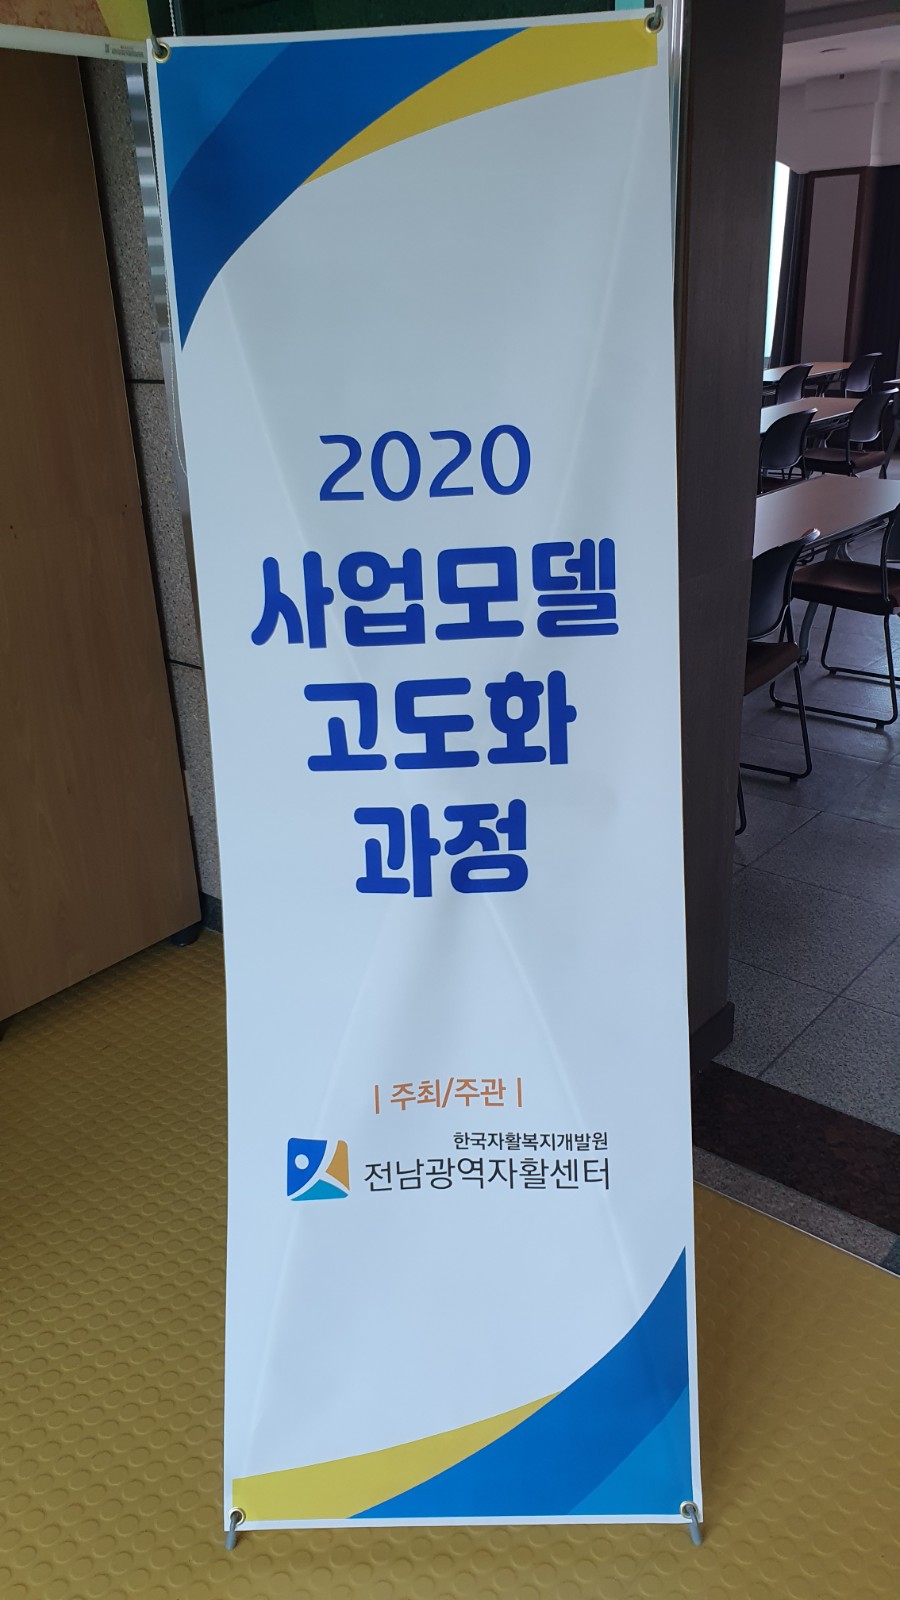 2020
사업모델
고도화
과정
| 주최/주관 |
한국자활복지개발원
전남광역자활센터